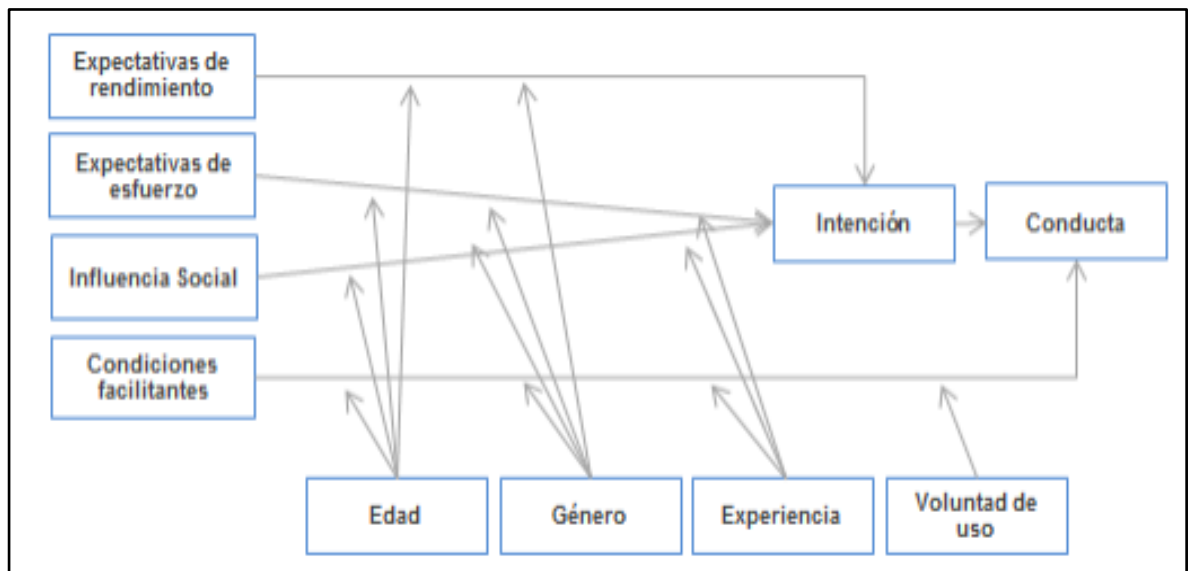 Expectativas de
rendimiento
Expectativas de
esfuerzo
Influencia Social
Condiciones
facilitantes
Intención
Conducta
Edad
Género
Experiencia
Voluntad de
uso